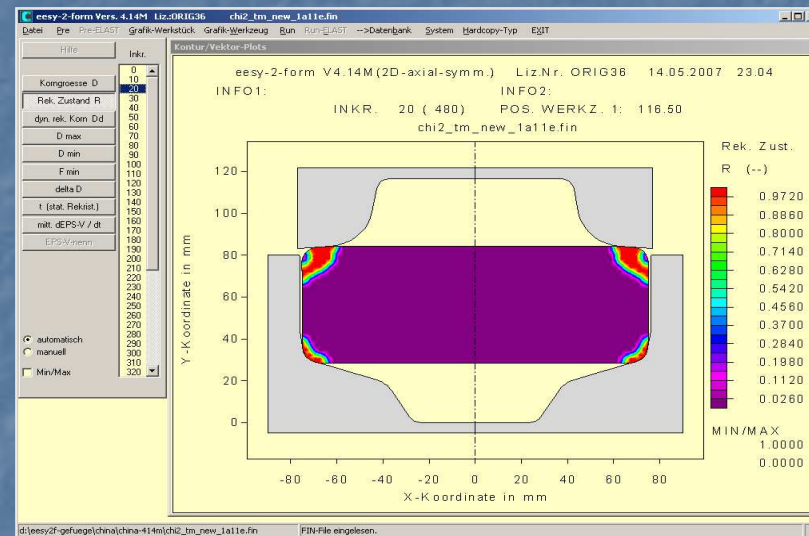 eesy-2-form Vers. 4.14M Liz.:ORIG36 chi2_tm_new_1a11e.fin
Datei Pre Pre-ELAST Grafik-Werkstück Grafik-Werkzeug Run Run-ELAST -->Datenbank System Hardcopy-Typ EXIT
Hilfe
Korngroesse D
Rek. Zustand R
dyn. rek. Korn Dd
D max
D min
F min
delta D
t (stat. Rekrist.)
mitt. dEPS-V / dt
EPS-V-nenn
automatisch
manuell
Min/Max
Inkr.
0
10
20
30
40
50
60
70
80
90
100
110
120
130
140
150
160
170
180
190
200
210
220
230
240
250
260
270
280
290
300
310
320
Kontur/Vektor-Plots
eesy-2-form V4.14M(2D-axial-symm.) Liz.Nr. ORIG36 14.05.2007 23.04
INFO1: INFO2:
INKR. 20 ( 480) POS. WERKZ. 1: 116.50
chi2_tm_new_1a11e.fin
Y-Koordinate in mm
120
100
80
60
40
20
0
-80 -60 -40 -20 0 20 40 60 80
X-Koordinate in mm
Rek. Zust.
R (--)
0.9720
0.8860
0.8000
0.7140
0.6280
0.5420
0.4560
0.3700
0.2840
0.1980
0.1120
0.0260
MIN/MAX
1.0000
0.0000
d:\eesy2f-gefuege\china\china-414m\chi2_tm_new_1a11e.fin FIN-File eingelesen.